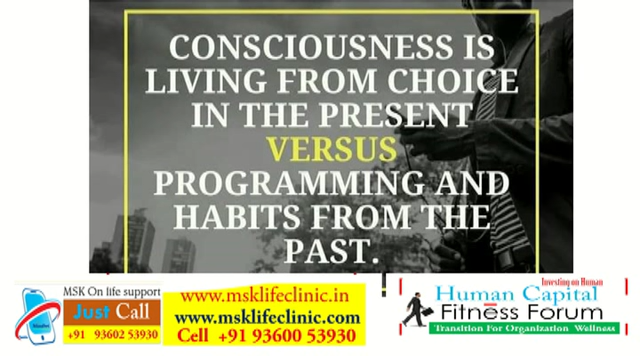 CONSCIOUSNESS IS
LIVING FROM CHOICE
IN THE PRESENT
VERSUS
PROGRAMMING AND
HABITS FROM THE
PAST.
MSK On life support
Just Call
+91 93602 53930
www.msklifeclinic.in
www.msklifeclinic.com
Cell +91 93600 53930
Investing on Human
Human Capital
Fitness Forum
Transition For Organization Wellness